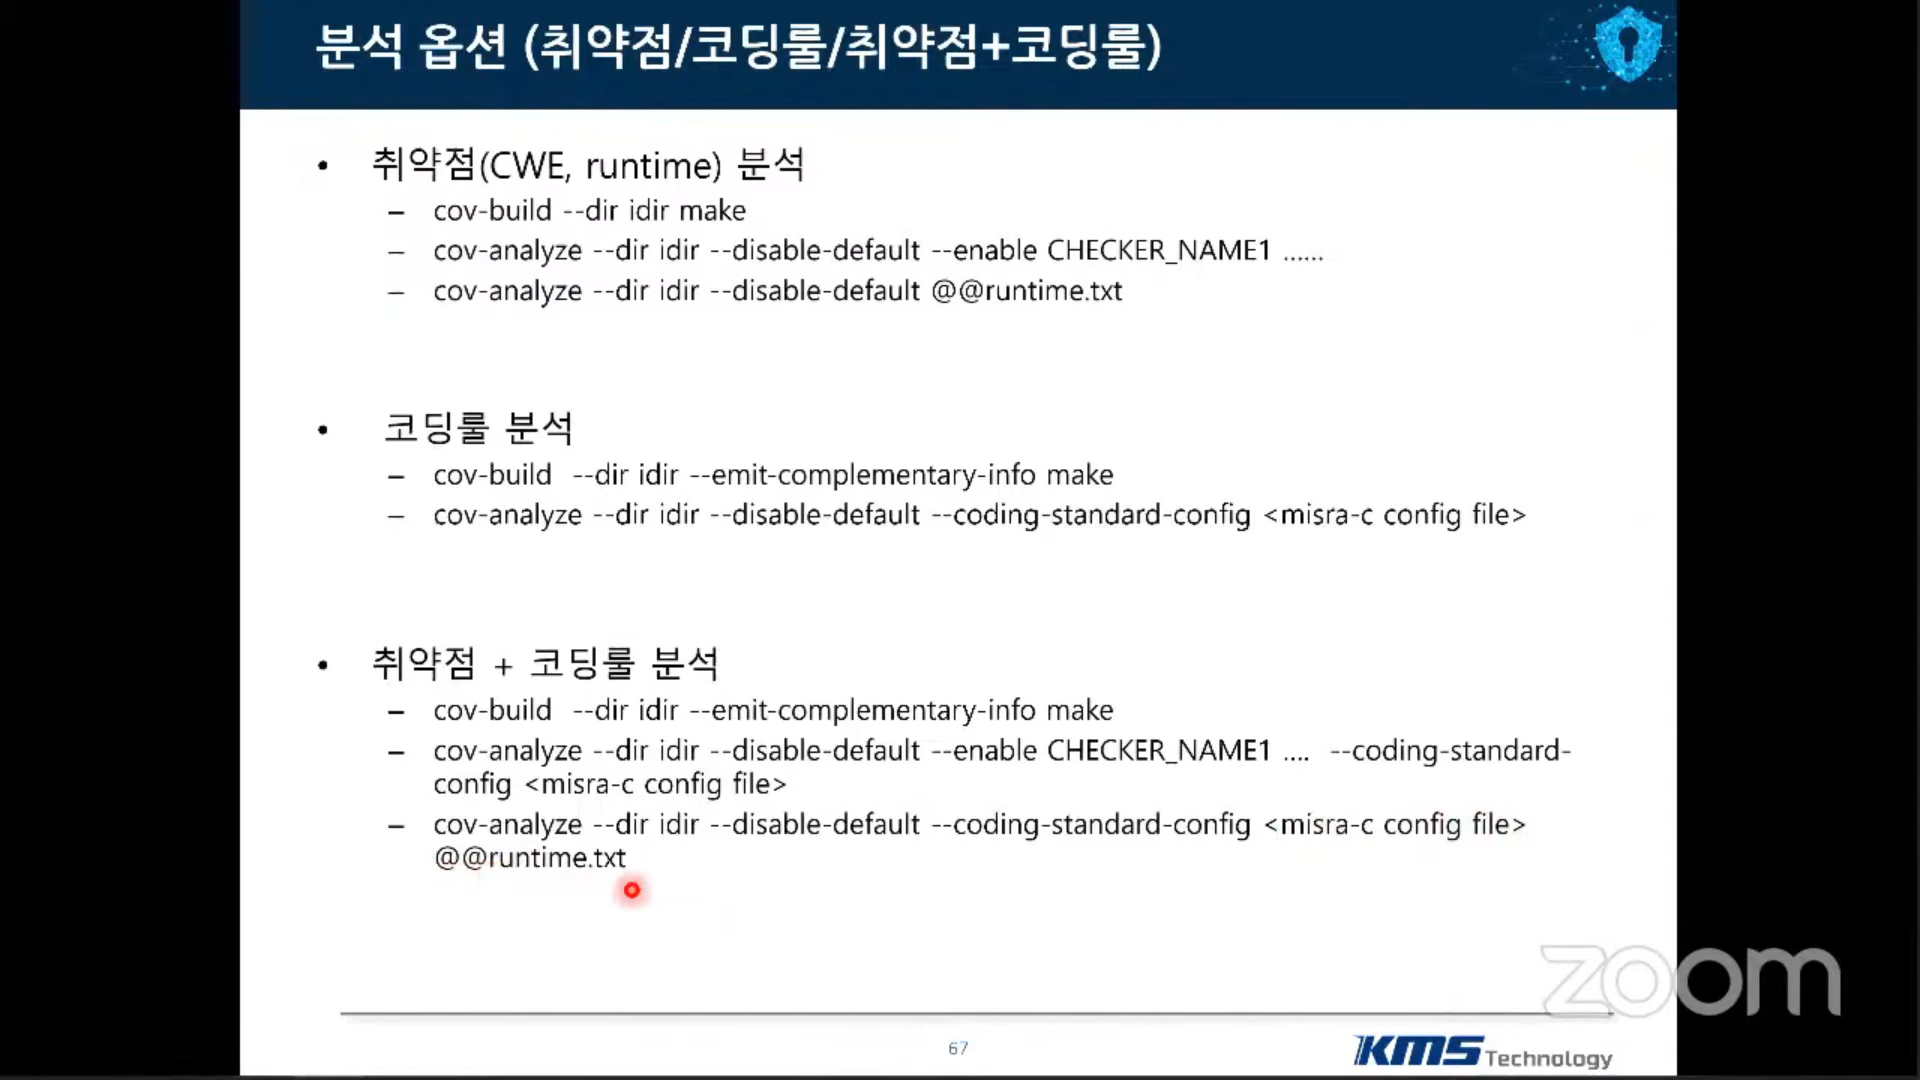 분석 옵션 (취약점/코딩룰/취약점+코딩룰)
• 취약점(CWE, runtime) 분석
– cov-build --dir idir make
– cov-analyze --dir idir --disable-default --enable CHECKER_NAME1 ......
– cov-analyze --dir idir --disable-default @@runtime.txt
• 코딩룰 분석
– cov-build --dir idir --emit-complementary-info make
– cov-analyze --dir idir --disable-default --coding-standard-config <misra-c config file>
• 취약점 + 코딩룰 분석
– cov-build --dir idir --emit-complementary-info make
– cov-analyze --dir idir --disable-default --enable CHECKER_NAME1 .... --coding-standard-
config <misra-c config file>
– cov-analyze --dir idir --disable-default --coding-standard-config <misra-c config file>
@@runtime.txt
zoom
67
KMS Technology